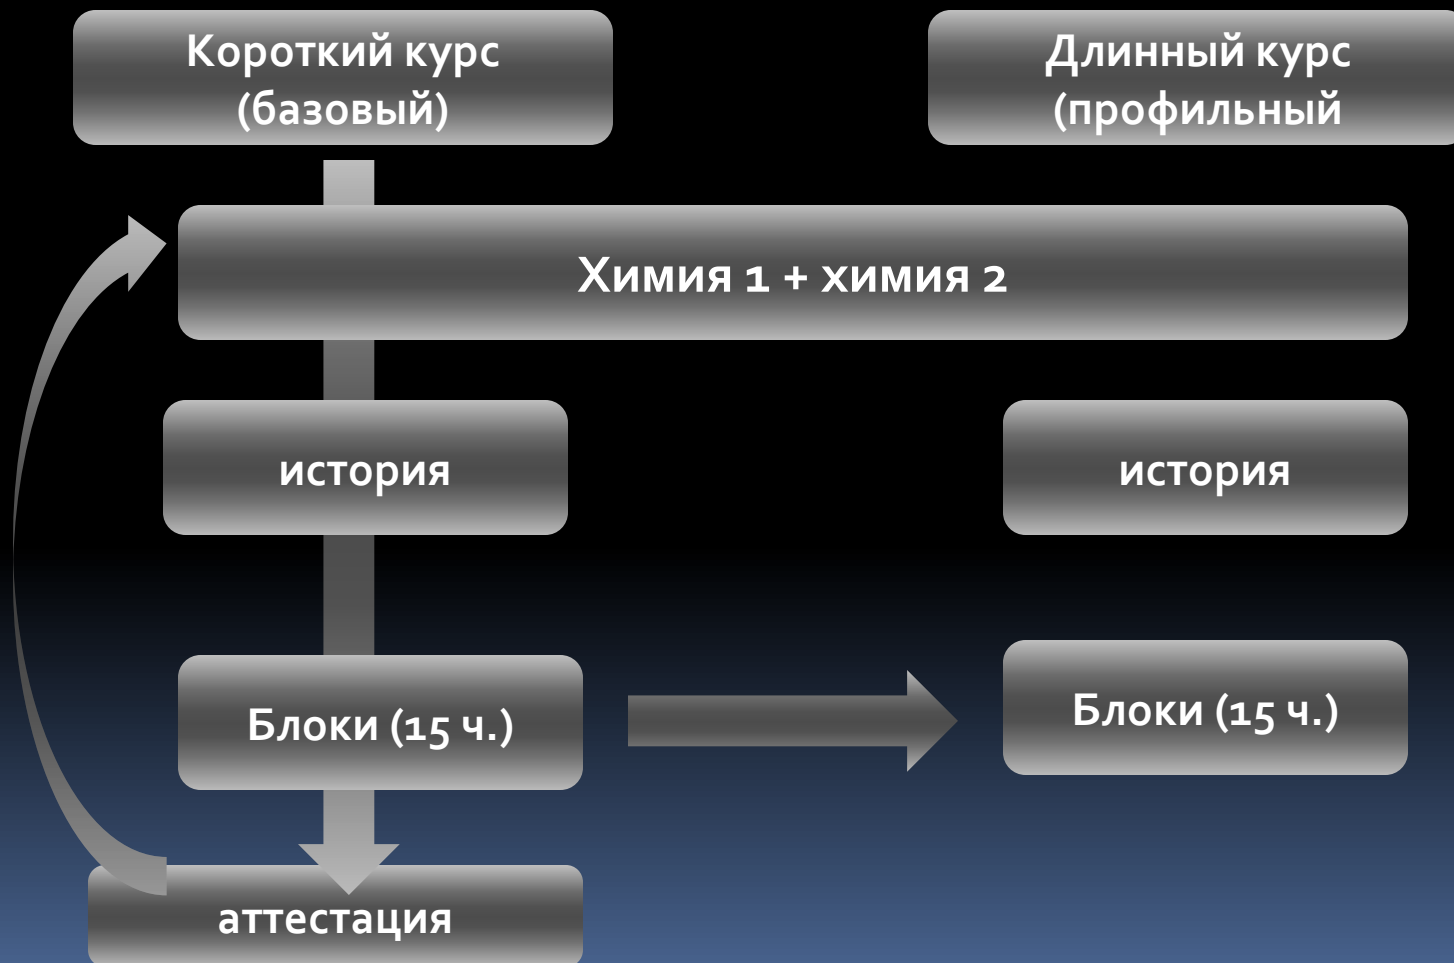 Короткий курс
(базовый)
Длинный курс
(профильный
Химия 1 + химия 2
история
история
Блоки (15 ч.)
Блоки (15 ч.)
аттестация